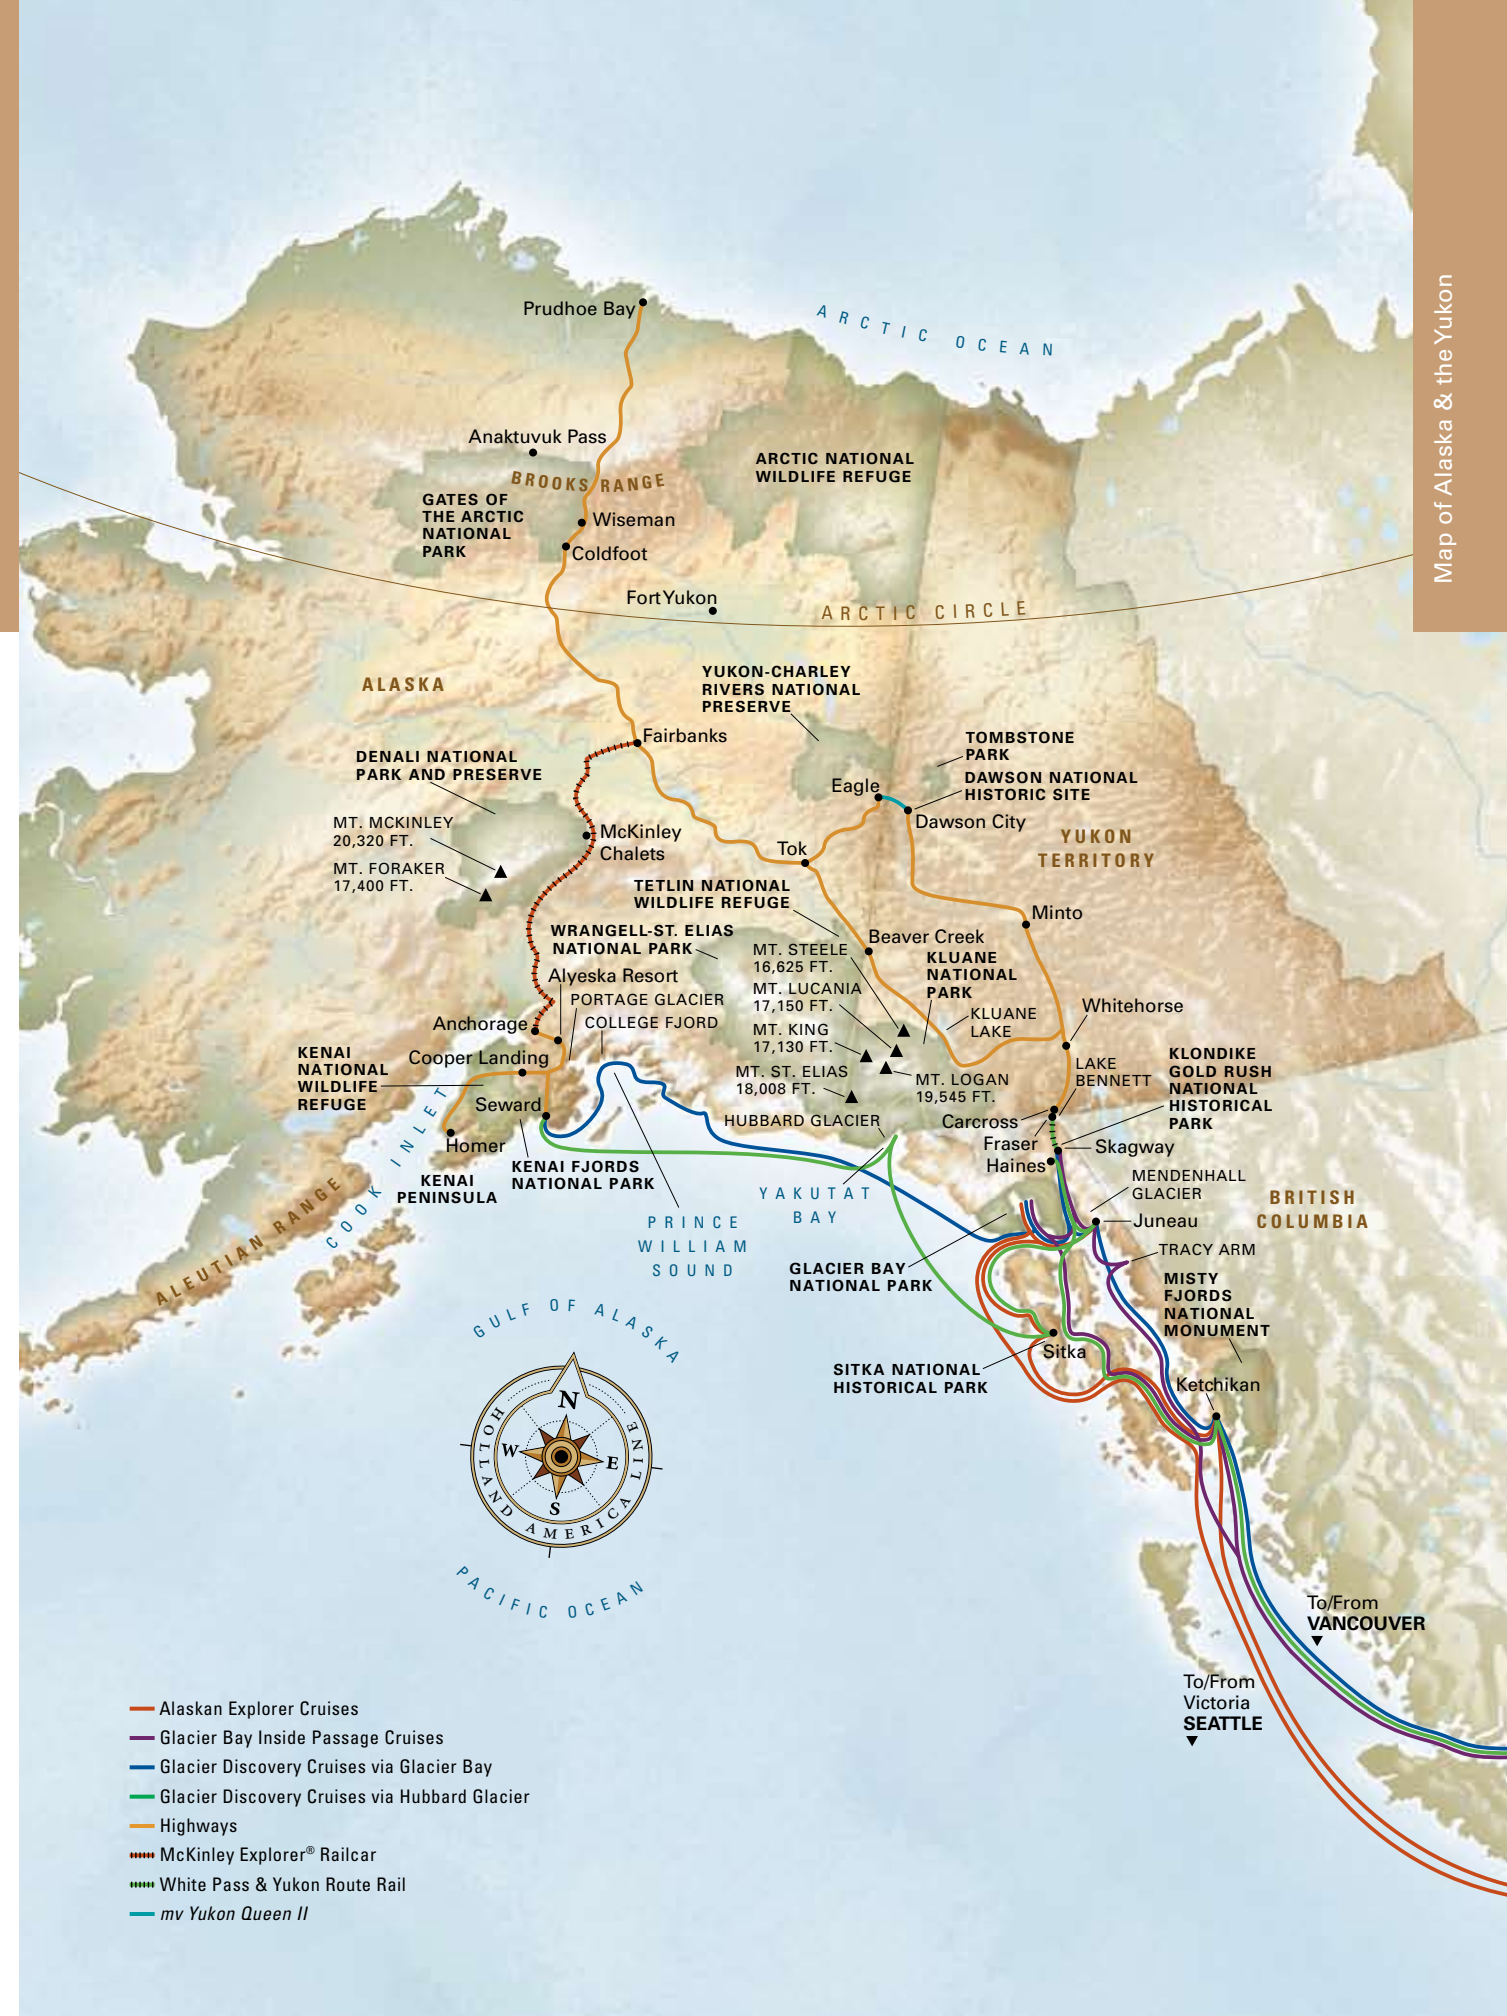 Map of Alaska & the Yukon
ARCTIC OCEAN
Prudhoe Bay
Anaktuvuk Pass
BROOKS RANGE
ARCTIC NATIONAL
WILDLIFE REFUGE
GATES OF
THE ARCTIC
NATIONAL
PARK
Wiseman
Coldfoot
Fort Yukon
ARCTIC CIRCLE
ALASKA
YUKON-CHARLEY
RIVERS NATIONAL
PRESERVE
Fairbanks
TOMBSTONE
PARK
DENALI NATIONAL
PARK AND PRESERVE
DAWSON NATIONAL
HISTORIC SITE
Eagle
Dawson City
MT. MCKINLEY
20,320 FT.
McKinley
Chalets
YUKON
TERRITORY
Tok
MT. FORAKER
17,400 FT.
TETLIN NATIONAL
WILDLIFE REFUGE
Minto
WRANGELL-ST. ELIAS
NATIONAL PARK
Beaver Creek
MT. STEELE
16,625 FT.
KLUANE
NATIONAL
PARK
Alyeska Resort
MT. LUCANIA
17,150 FT.
PORTAGE GLACIER
Whitehorse
KLUANE
LAKE
COLLEGE FJORD
Anchorage
MT. KING
17,130 FT.
KENAI
NATIONAL
WILDLIFE
REFUGE
Cooper Landing
LAKE
BENNETT
KLONDIKE
GOLD RUSH
NATIONAL
HISTORICAL
PARK
MT. ST. ELIAS
18,008 FT.
MT. LOGAN
19,545 FT.
Seward
HUBBARD GLACIER
Carcross
Fraser
Haines
Skagway
COOK INLET
Homer
KENAI FJORDS
NATIONAL PARK
KENAI
PENINSULA
MENDENHALL
GLACIER
YAKUTAT
BAY
BRITISH
COLUMBIA
ALEUTIAN RANGE
PRINCE
WILLIAM
SOUND
Juneau
TRACY ARM
GLACIER BAY
NATIONAL PARK
MISTY
FJORDS
NATIONAL
MONUMENT
GULF OF ALASKA
Sitka
SITKA NATIONAL
HISTORICAL PARK
Ketchikan
N
W
E
S
HOLLAND AMERICA LINE
PACIFIC OCEAN
To/From
VANCOUVER
To/From
Victoria
SEATTLE
Alaskan Explorer Cruises
Glacier Bay Inside Passage Cruises
Glacier Discovery Cruises via Glacier Bay
Glacier Discovery Cruises via Hubbard Glacier
Highways
McKinley Explorer® Railcar
White Pass & Yukon Route Rail
mv Yukon Queen II